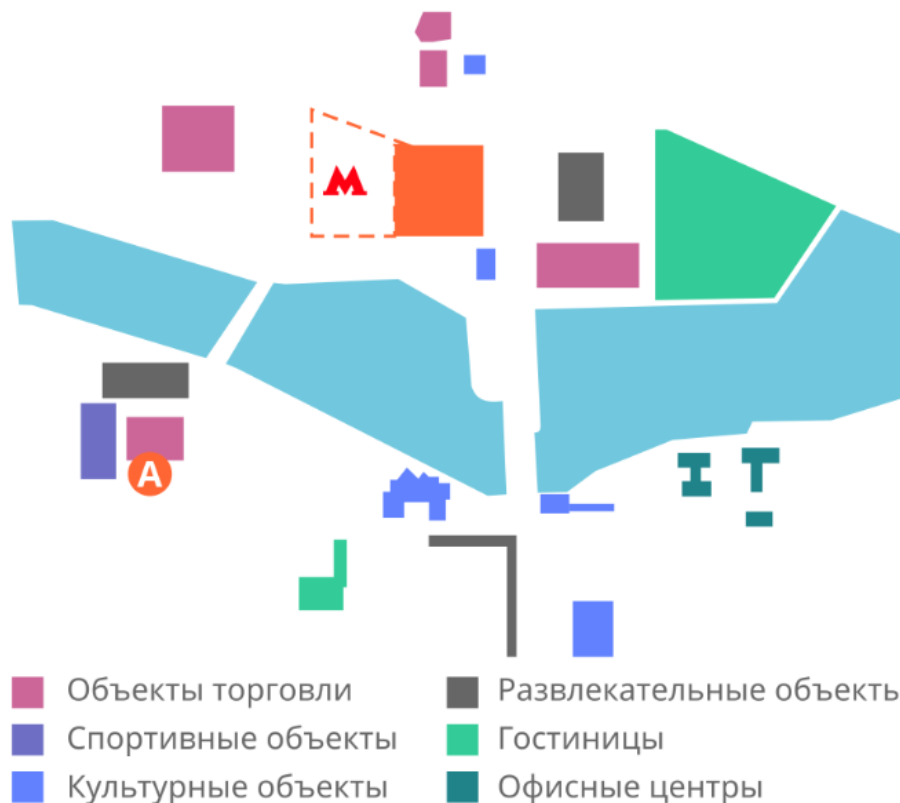 М
А
Объекты торговли
Развлекательные объекты
Спортивные объекты
Гостиницы
Культурные объекты
Офисные центры